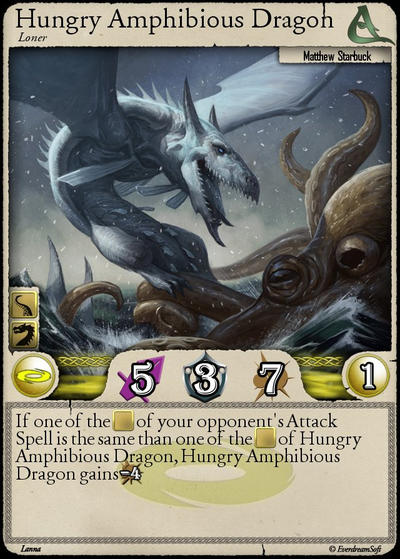 Hungry Amphibious Dragon
Loner
Matthew Starbuck
5 3 7 1
If one of the of your opponent's Attack
Spell is the same than one of the of Hungry
Amphibious Dragon, Hungry Amphibious
Dragon gains -4
Lanna © EverdreamSoft